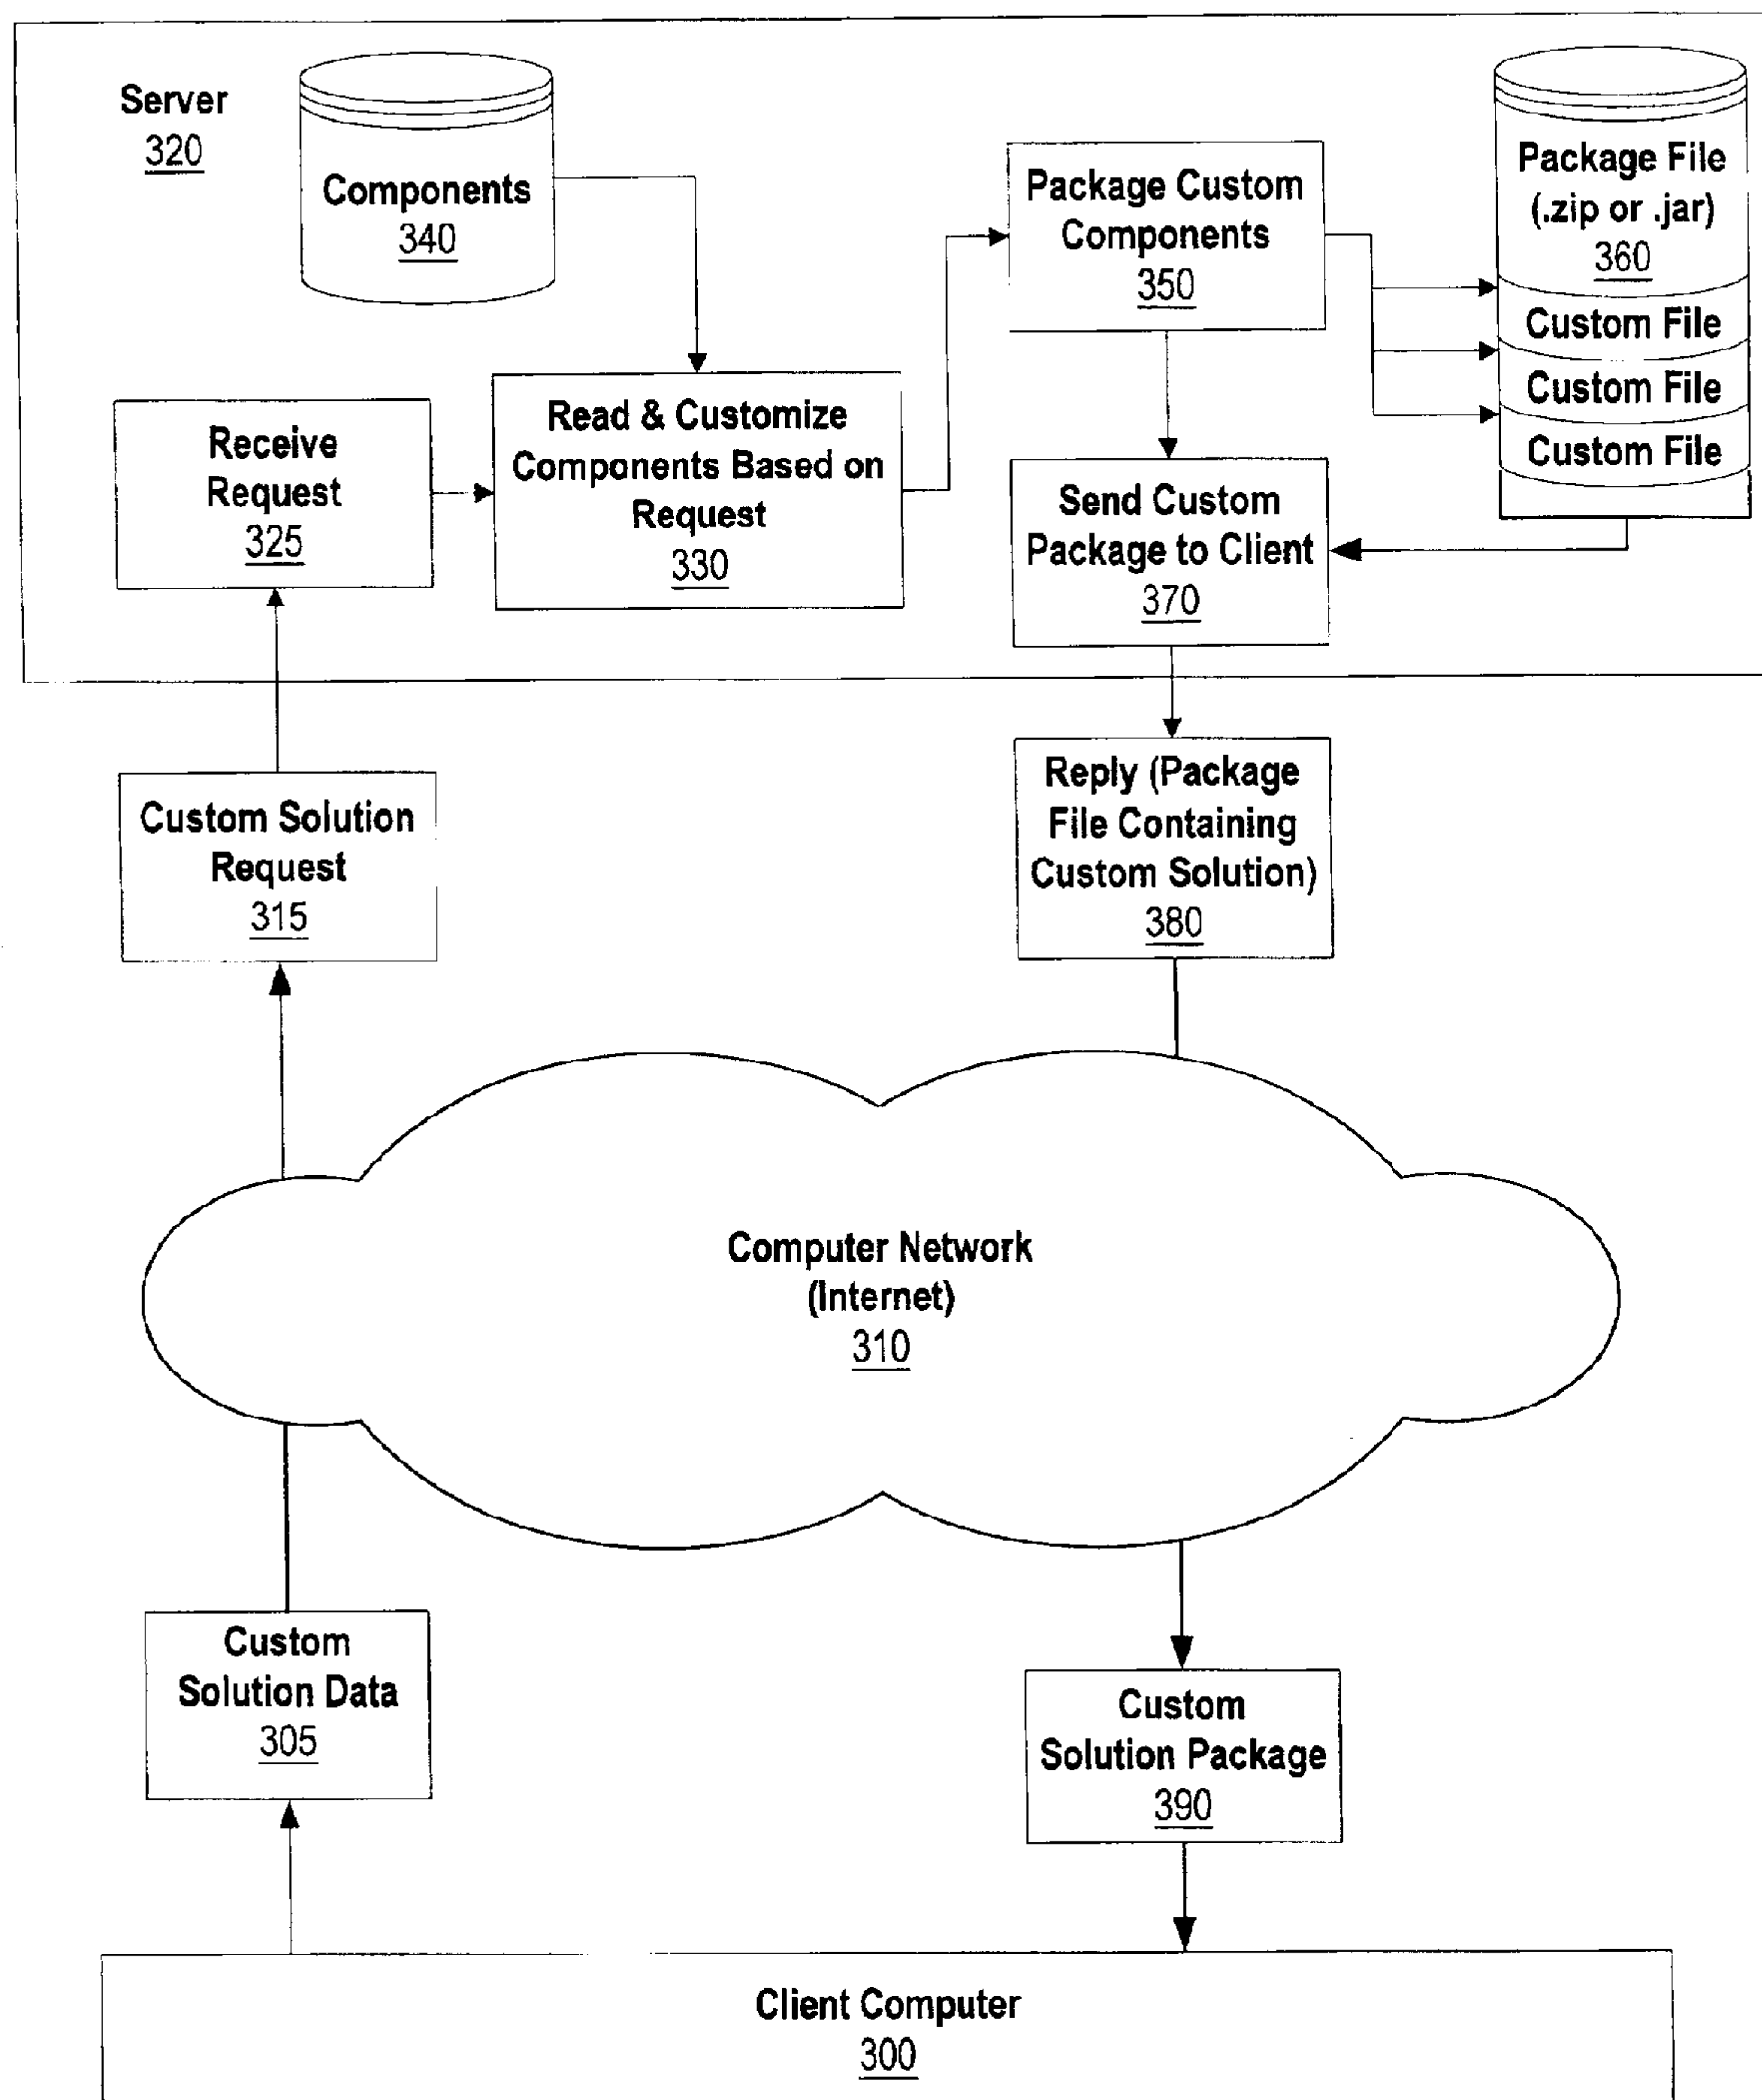 Server
320
Components
340
Package Custom
Components
350
Package File
(.zip or .jar)
360
Custom File
Custom File
Custom File
Receive
Request
325
Read & Customize
Components Based on
Request
330
Send Custom
Package to Client
370
Custom Solution
Request
315
Reply (Package
File Containing
Custom Solution)
380
Computer Network
(Internet)
310
Custom
Solution Data
305
Custom
Solution Package
390
Client Computer
300